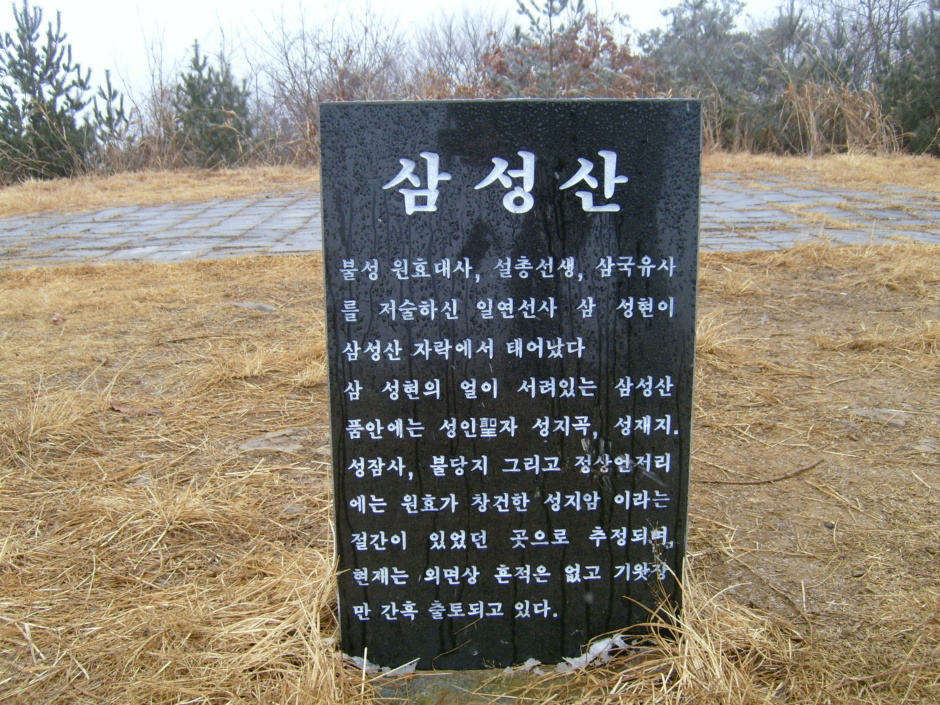 삼성산
불성 원효대사, 설총선생, 삼국유사
를 저술하신 일연선사 삼 성현이
삼성산 자락에서 태어났다
삼 성현의 얼이 서려있는 삼성산
품안에는 성인聖자 성지곡, 성재지.
성잠사, 불당지 그리고 정상언저리
에는 원효가 창건한 성지암 이라는
절간이 있었던 곳으로 추정되며,
현재는 외면상 흔적은 없고 기왓장
만 간혹 출토되고 있다.